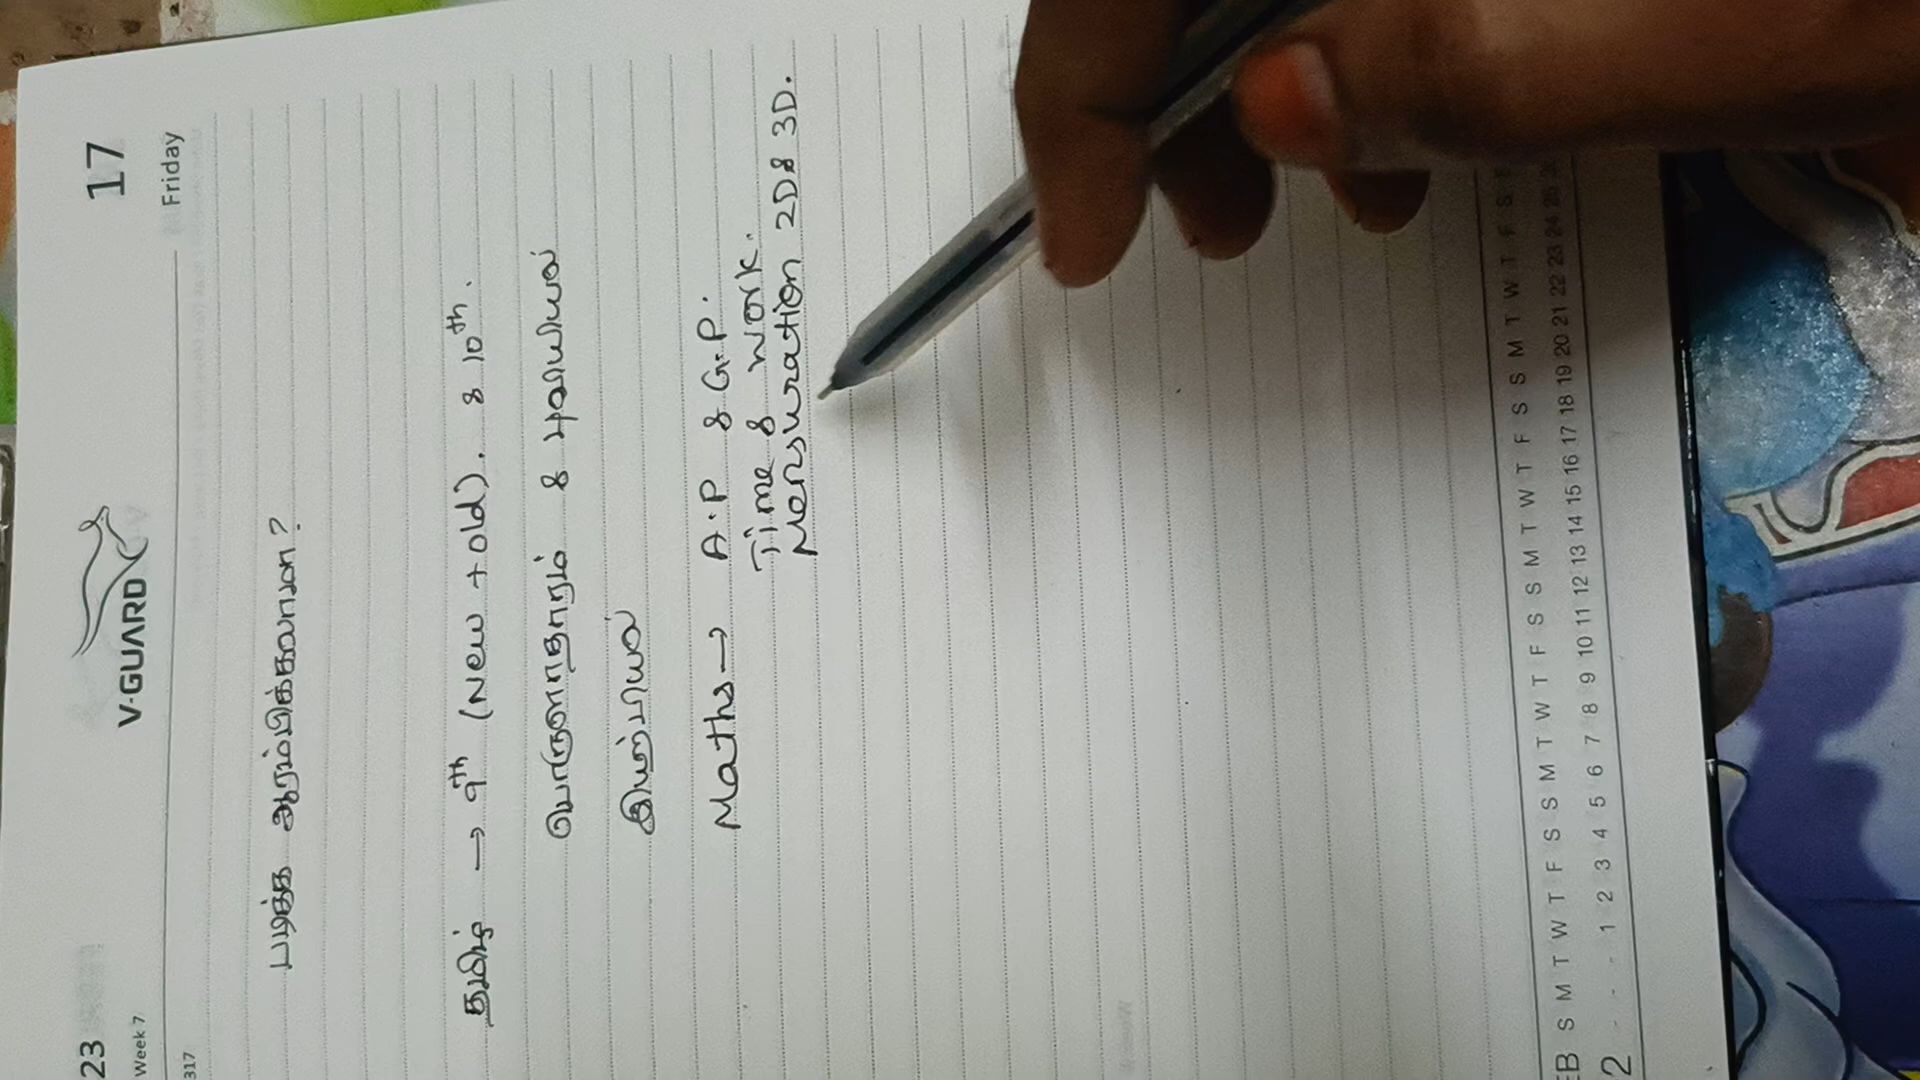 23
Week 7
317
V-GUARD
17
Friday
படிக்க ஆரம்பிக்கலாமா?
தமிழ் → 9th (New + old). & 10th.
பொருளாதாரம் & புவியியல்
இயற்பியல்
Maths → A.P & G.P.
Time & work.
Mensuration 2D & 3D.
S M T W T F S S M T W T F S S M T W T F S S M T W T F S
2 - - 1 2 3 4 5 6 7 8 9 10 11 12 13 14 15 16 17 18 19 20 21 22 23 24 25